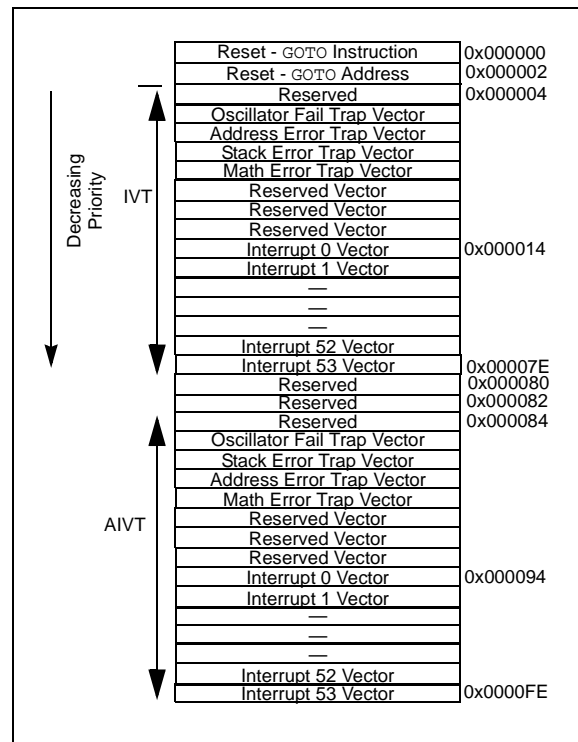 Reset - GOTO Instruction 0x000000
Reset - GOTO Address 0x000002
Reserved 0x000004
Oscillator Fail Trap Vector
Address Error Trap Vector
Stack Error Trap Vector
Math Error Trap Vector
Reserved Vector
Reserved Vector
Reserved Vector
Interrupt 0 Vector 0x000014
Interrupt 1 Vector
—
—
—
Interrupt 52 Vector
Interrupt 53 Vector 0x00007E
Reserved 0x000080
Reserved 0x000082
Reserved 0x000084
Oscillator Fail Trap Vector
Stack Error Trap Vector
Address Error Trap Vector
Math Error Trap Vector
Reserved Vector
Reserved Vector
Reserved Vector
Interrupt 0 Vector 0x000094
Interrupt 1 Vector
—
—
—
Interrupt 52 Vector
Interrupt 53 Vector 0x0000FE
Decreasing
Priority
IVT
AIVT